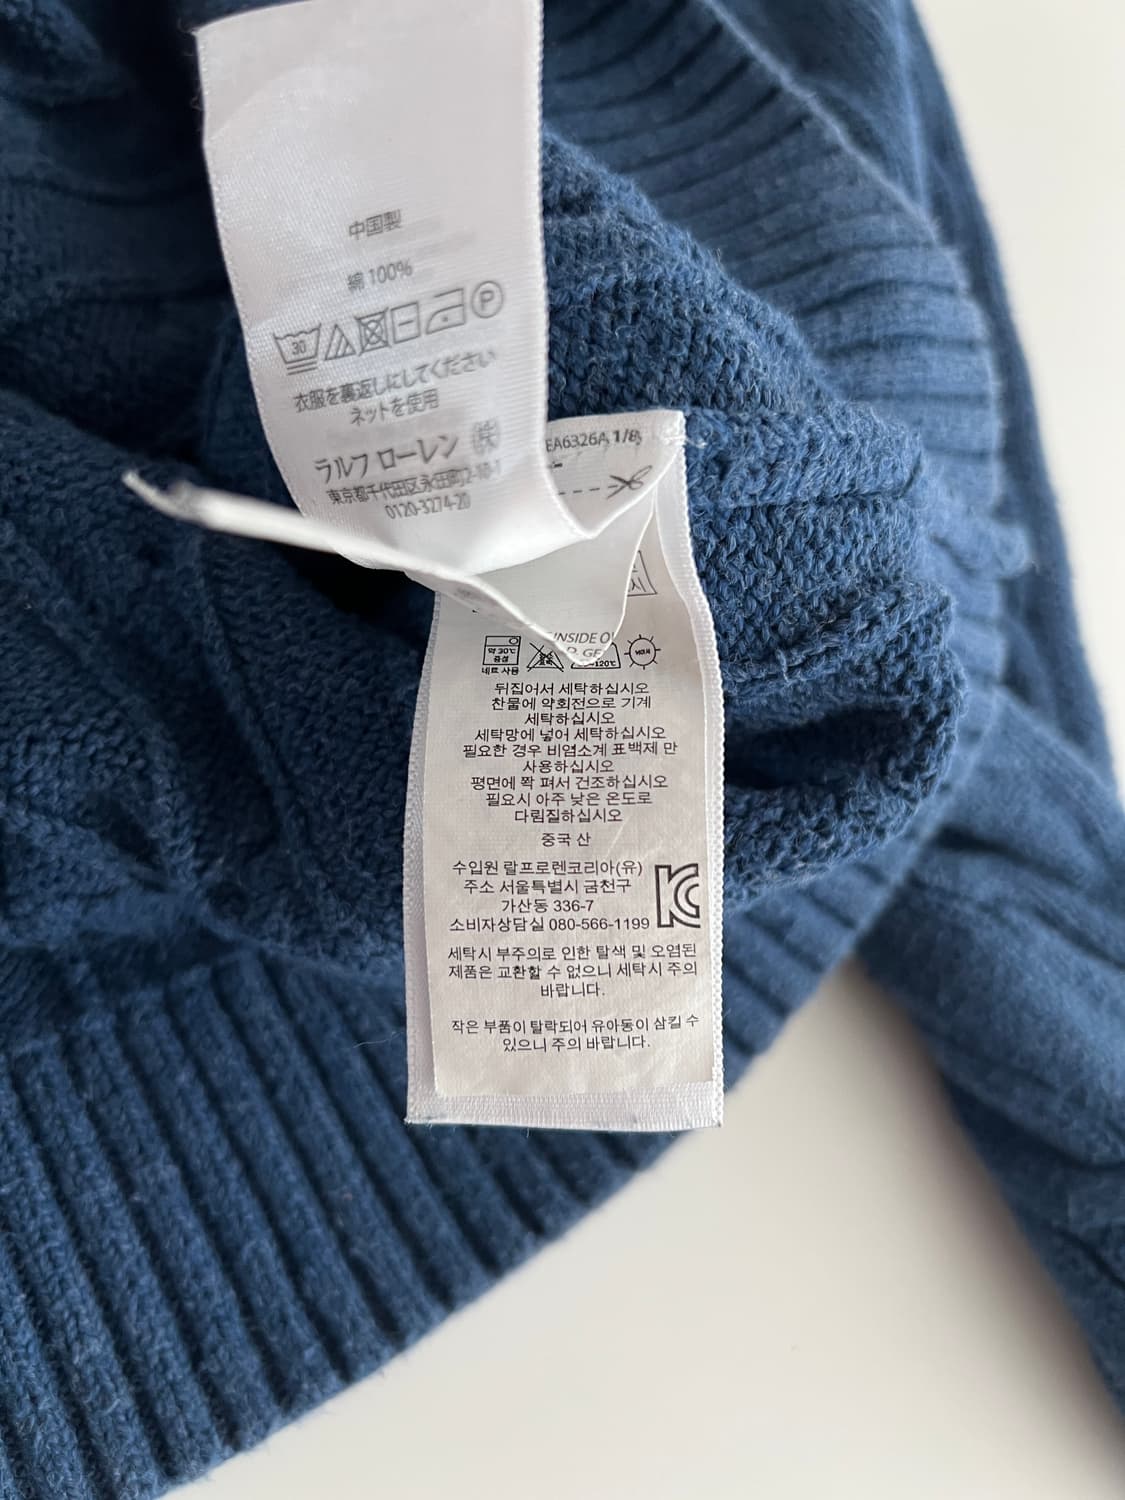 中国製
綿 100%
30
P
衣服を裏返しにしてください
ネットを使用
ラルフ ローレン ㈱
東京都千代田区永田町2-10-1
0120-3274-20
EA6326A 1/8
INSIDE
약 30℃
중성
네트 사용
120℃
뒤집어서 세탁하십시오
찬물에 약회전으로 기계
세탁하십시오
세탁망에 넣어 세탁하십시오
필요한 경우 비염소계 표백제 만
사용하십시오
평면에 쫙 펴서 건조하십시오
필요시 아주 낮은 온도로
다림질하십시오
중국 산
수입원 랄프로렌코리아(유)
주소 서울특별시 금천구
가산동 336-7
소비자상담실 080-566-1199
세탁시 부주의로 인한 탈색 및 오염된
제품은 교환할 수 없으니 세탁시 주의
바랍니다.
작은 부품이 탈락되어 유아동이 삼킬 수
있으니 주의 바랍니다.